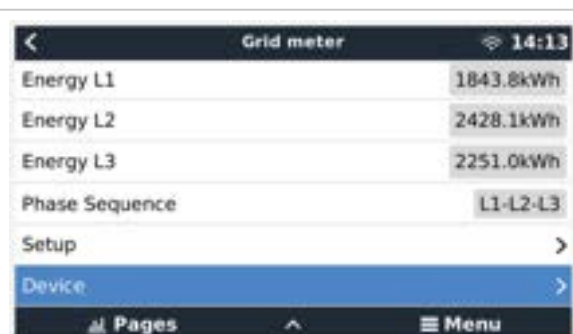 Grid meter 14:13
Energy L1 1843.8kWh
Energy L2 2428.1kWh
Energy L3 2251.0kWh
Phase Sequence L1-L2-L3
Setup
Device
Pages Menu